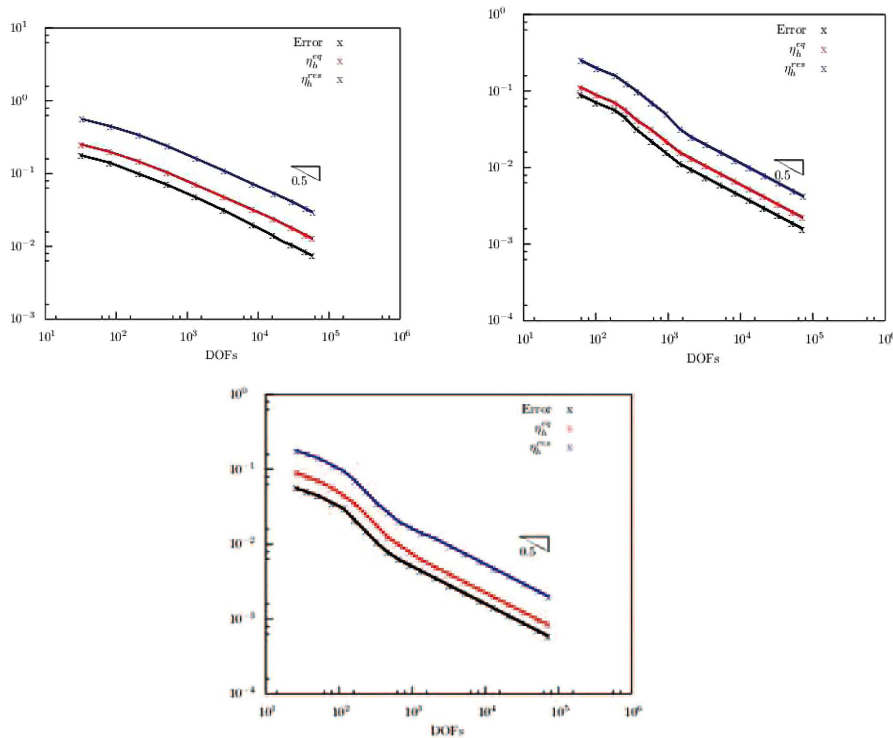 10^1
10^0
10^{-1}
10^{-2}
10^{-3}
10^1 10^2 10^3 10^4 10^5 10^6
DOFs
Error x
η_h^{eq} x
η_h^{res} x
0.5
10^0
10^{-1}
10^{-2}
10^{-3}
10^{-4}
10^1 10^2 10^3 10^4 10^5 10^6
DOFs
Error x
η_h^{eq} x
η_h^{res} x
0.5
10^0
10^{-1}
10^{-2}
10^{-3}
10^{-4}
10^1 10^2 10^3 10^4 10^5 10^6
DOFs
Error x
η_h^{eq} x
η_h^{res} x
0.5